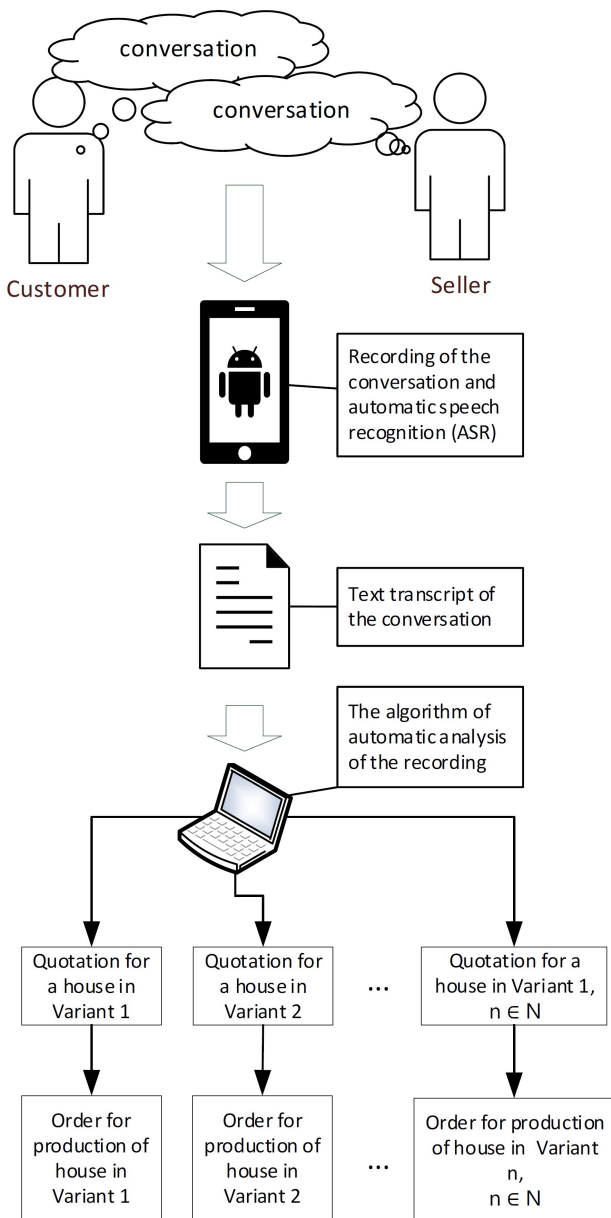 conversation
conversation
Customer
Seller
Recording of the
conversation and
automatic speech
recognition (ASR)
Text transcript of
the conversation
The algorithm of
automatic analysis
of the recording
Quotation for
a house in
Variant 1
Quotation for
a house in
Variant 2
...
Quotation for a
house in Variant 1,
n ∈ N
Order for
production of
house in
Variant 1
Order for
production of
house in
Variant 2
...
Order for production
of house in Variant
n,
n ∈ N